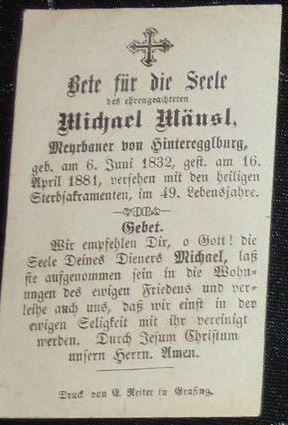 Bete für die Seele
des ehrengeachteten
Michael Mäusl,
Meyrbauer von Hinteregglburg,
geb. am 6. Juni 1832, gest. am 16.
April 1881, versehen mit den heiligen
Sterbsakramenten, im 49. Lebensjahre.
Gebet.
Wir empfehlen Dir, o Gott! die
Seele Deines Dieners Michael, laß
sie aufgenommen sein in die Wohn-
ungen des ewigen Friedens und ver-
leihe auch uns, daß wir einst in der
ewigen Seligkeit mit ihr vereinigt
werden. Durch Jesum Christum
unsern Herrn. Amen.
Druck von E. Reiter in Grafing.